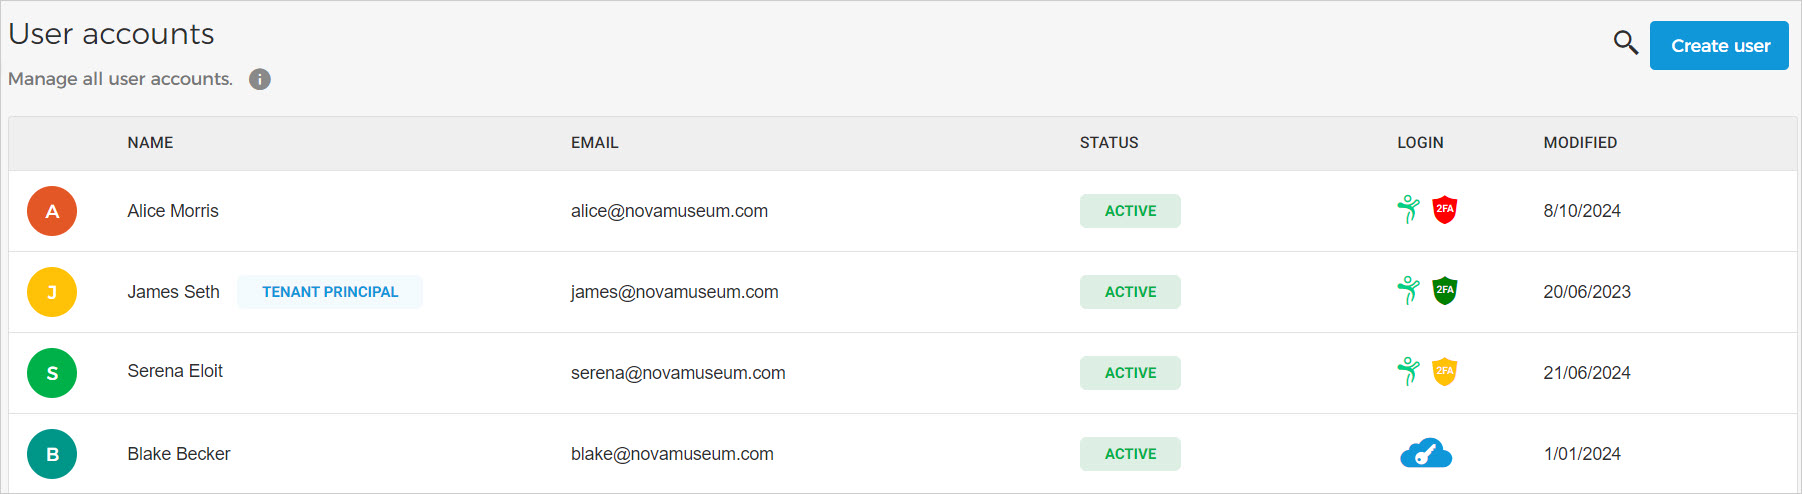 User accounts
Create user
Manage all user accounts. i
NAME EMAIL STATUS LOGIN MODIFIED
A Alice Morris alice@novamuseum.com ACTIVE 2FA 8/10/2024
J James Seth TENANT PRINCIPAL james@novamuseum.com ACTIVE 2FA 20/06/2023
S Serena Eloit serena@novamuseum.com ACTIVE 2FA 21/06/2024
B Blake Becker blake@novamuseum.com ACTIVE 1/01/2024